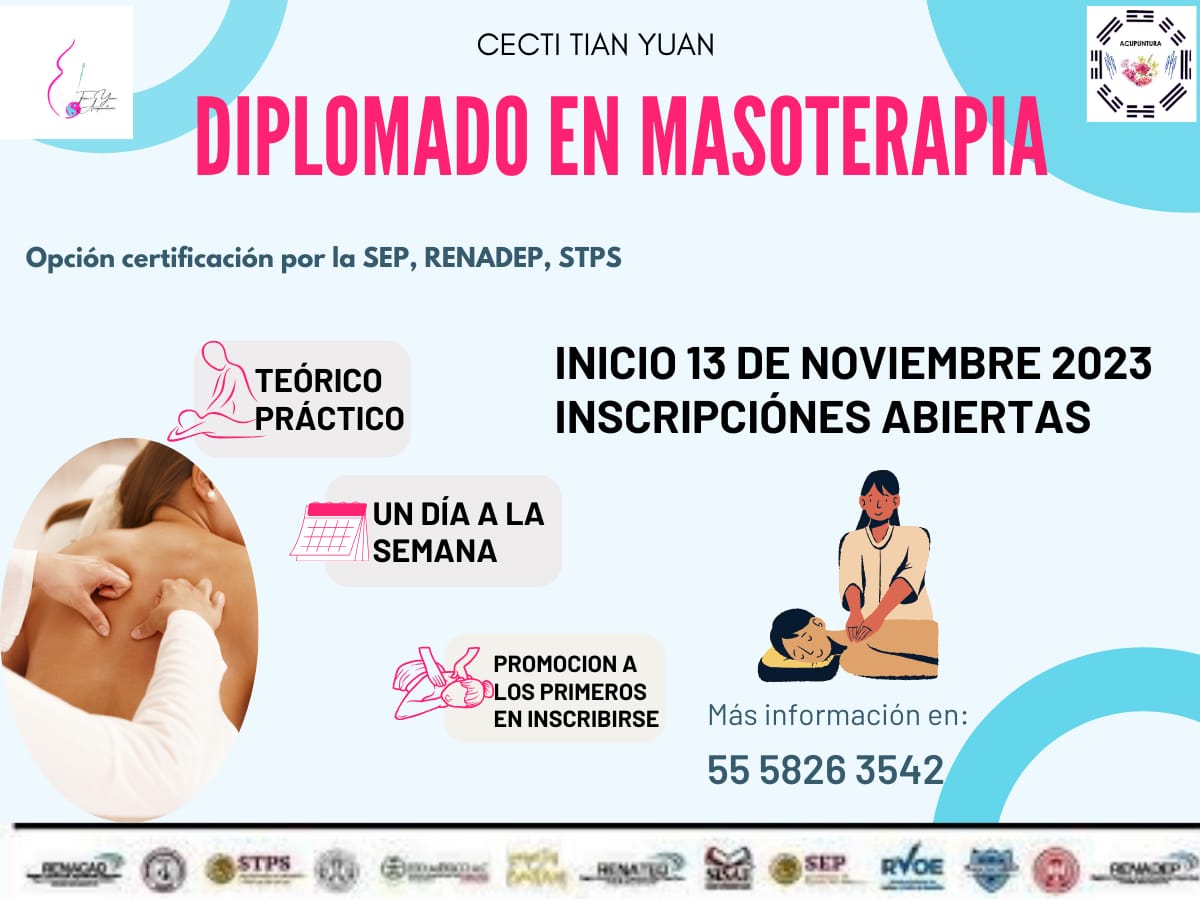 CECTI TIAN YUAN
ACUPUNTURA
DIPLOMADO EN MASOTERAPIA
Opción certificación por la SEP, RENADEP, STPS
TEÓRICO
PRÁCTICO
INICIO 13 DE NOVIEMBRE 2023
INSCRIPCIÓNES ABIERTAS
UN DÍA A LA
SEMANA
PROMOCION A
LOS PRIMEROS
EN INSCRIBIRSE
Más información en:
55 5826 3542
RENACAD
STPS
SEP
RVOE
RENADEP